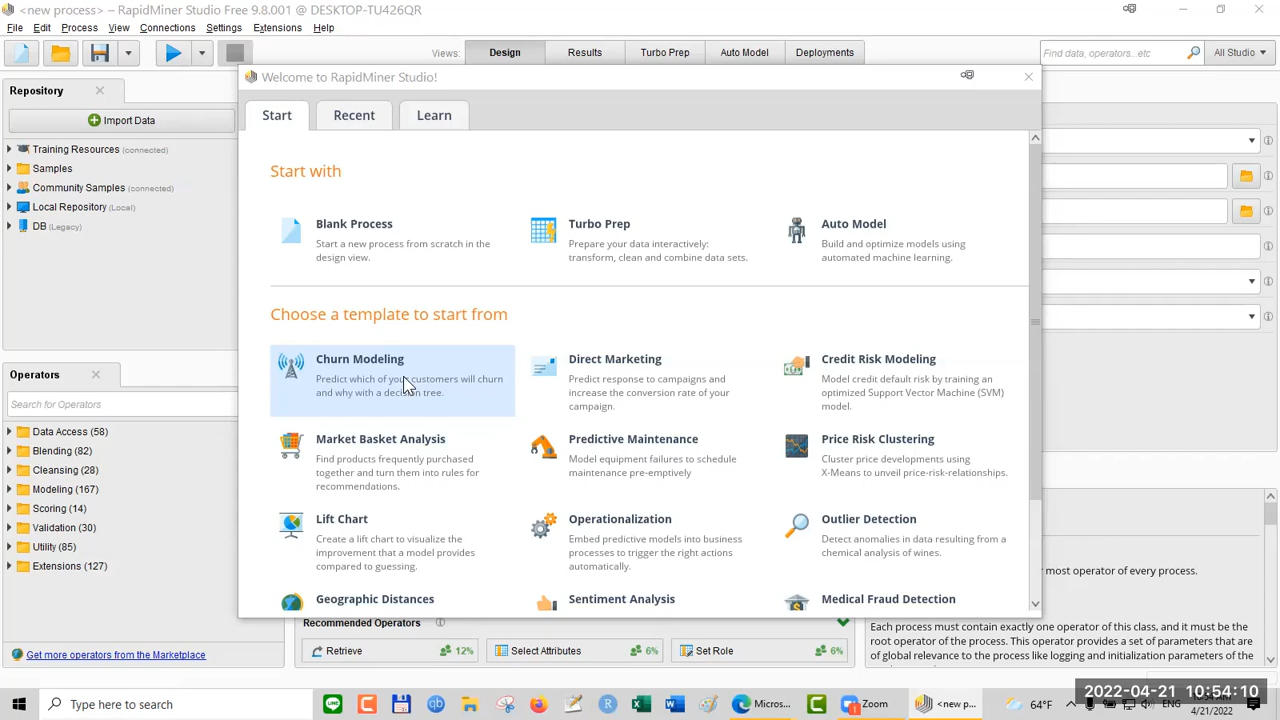 <new process> – RapidMiner Studio Free 9.8.001 @ DESKTOP-TU426QR
File Edit Process View Connections Settings Extensions Help
Views: Design Results Turbo Prep Auto Model Deployments
Find data, operators...etc
All Studio
Repository
Import Data
Training Resources (connected)
Samples
Community Samples (connected)
Local Repository (Local)
DB (Legacy)
Operators
Search for Operators
Data Access (58)
Blending (82)
Cleansing (28)
Modeling (167)
Scoring (14)
Validation (30)
Utility (85)
Extensions (127)
Get more operators from the Marketplace
Welcome to RapidMiner Studio!
Start Recent Learn
Start with
Blank Process
Start a new process from scratch in the
design view.
Turbo Prep
Prepare your data interactively:
transform, clean and combine data sets.
Auto Model
Build and optimize models using
automated machine learning.
Choose a template to start from
Churn Modeling
Predict which of your customers will churn
and why with a decision tree.
Direct Marketing
Predict response to campaigns and
increase the conversion rate of your
campaign.
Credit Risk Modeling
Model credit default risk by training an
optimized Support Vector Machine (SVM)
model.
Market Basket Analysis
Find products frequently purchased
together and turn them into rules for
recommendations.
Predictive Maintenance
Model equipment failures to schedule
maintenance pre-emptively
Price Risk Clustering
Cluster price developments using
X-Means to unveil price-risk-relationships.
Lift Chart
Create a lift chart to visualize the
improvement that a model provides
compared to guessing.
Operationalization
Embed predictive models into business
processes to trigger the right actions
automatically.
Outlier Detection
Detect anomalies in data resulting from a
chemical analysis of wines.
Geographic Distances
Sentiment Analysis
Medical Fraud Detection
Recommended Operators
Retrieve 12%
Select Attributes 6%
Set Role 6%
most operator of every process.
Each process must contain exactly one operator of this class, and it must be the
root operator of the process. This operator provides a set of parameters that are
of global relevance to the process like logging and initialization parameters of the
Type here to search
Micros...
Zoom
<new p...
64°F
ENG
4/21/2022
2022-04-21 10:54:10